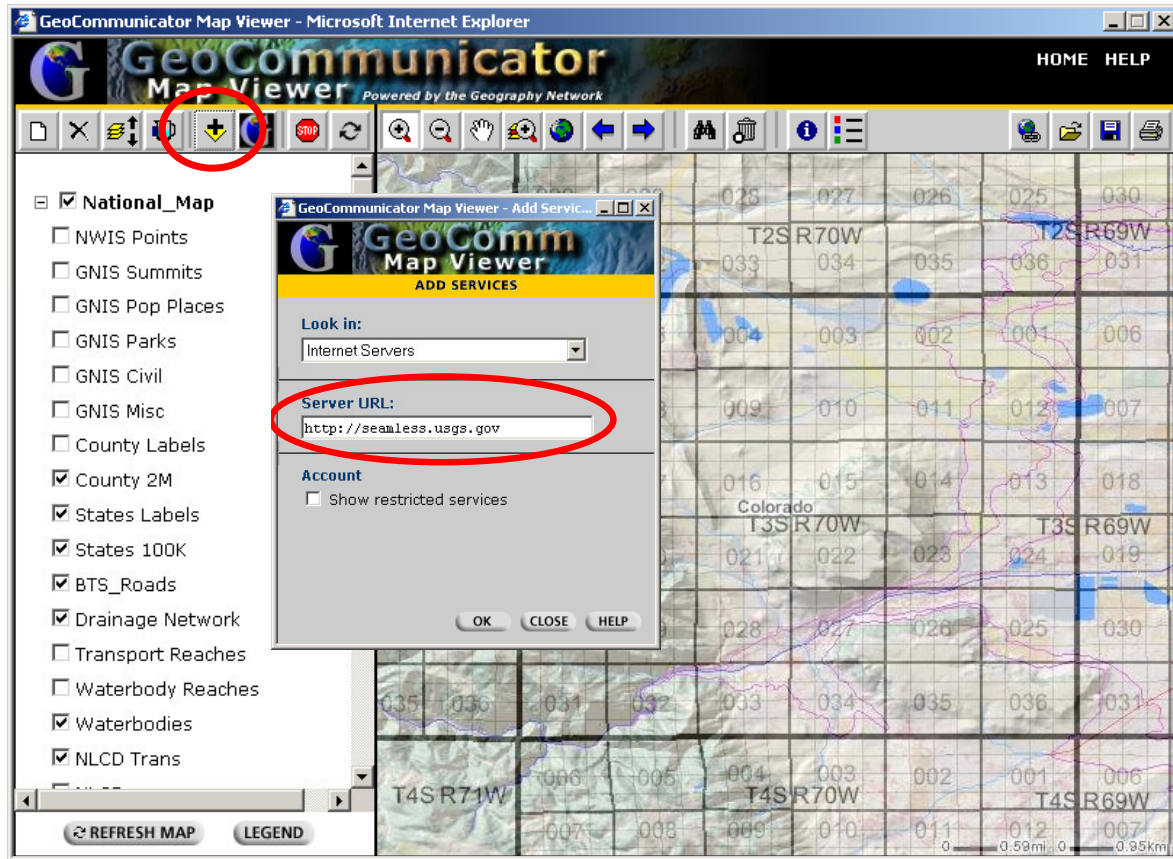 GeoCommunicator Map Viewer - Microsoft Internet Explorer
GeoCommunicator
Map Viewer Powered by the Geography Network
HOME HELP
STOP
National_Map
NWIS Points
GNIS Summits
GNIS Pop Places
GNIS Parks
GNIS Civil
GNIS Misc
County Labels
County 2M
States Labels
States 100K
BTS_Roads
Drainage Network
Transport Reaches
Waterbody Reaches
Waterbodies
NLCD Trans
REFRESH MAP LEGEND
GeoCommunicator Map Viewer - Add Servic...
GeoComm
Map Viewer
ADD SERVICES
Look in:
Internet Servers
Server URL:
http://seamless.usgs.gov
Account
Show restricted services
OK CLOSE HELP
028 027 026 025 030
T2S R70W T2S R69W
033 034 035 036 031
004 003 002 001 006
009 010 011 012 007
016 015 014 013 018
Colorado
T3S R70W T3S R69W
021 022 023 024 019
028 027 026 025 030
035 036 031 032 033 034 035 036 031
006 005 004 003 002 001 006
T4S R71W T4S R70W T4S R69W
007 008 009 010 011 012 007
0 0.59mi 0 0.95km